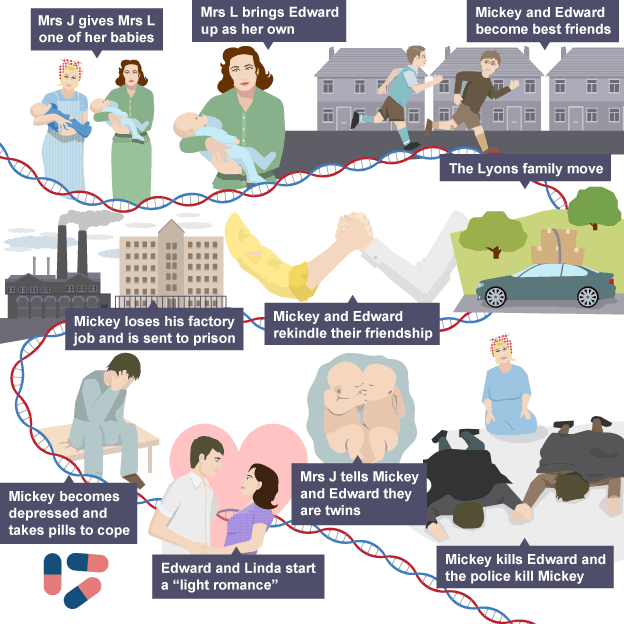 Mrs J gives Mrs L
one of her babies
Mrs L brings Edward
up as her own
Mickey and Edward
become best friends
The Lyons family move
Mickey and Edward
rekindle their friendship
Mickey loses his factory
job and is sent to prison
Mickey becomes
depressed and
takes pills to cope
Edward and Linda start
a “light romance”
Mrs J tells Mickey
and Edward they
are twins
Mickey kills Edward and
the police kill Mickey